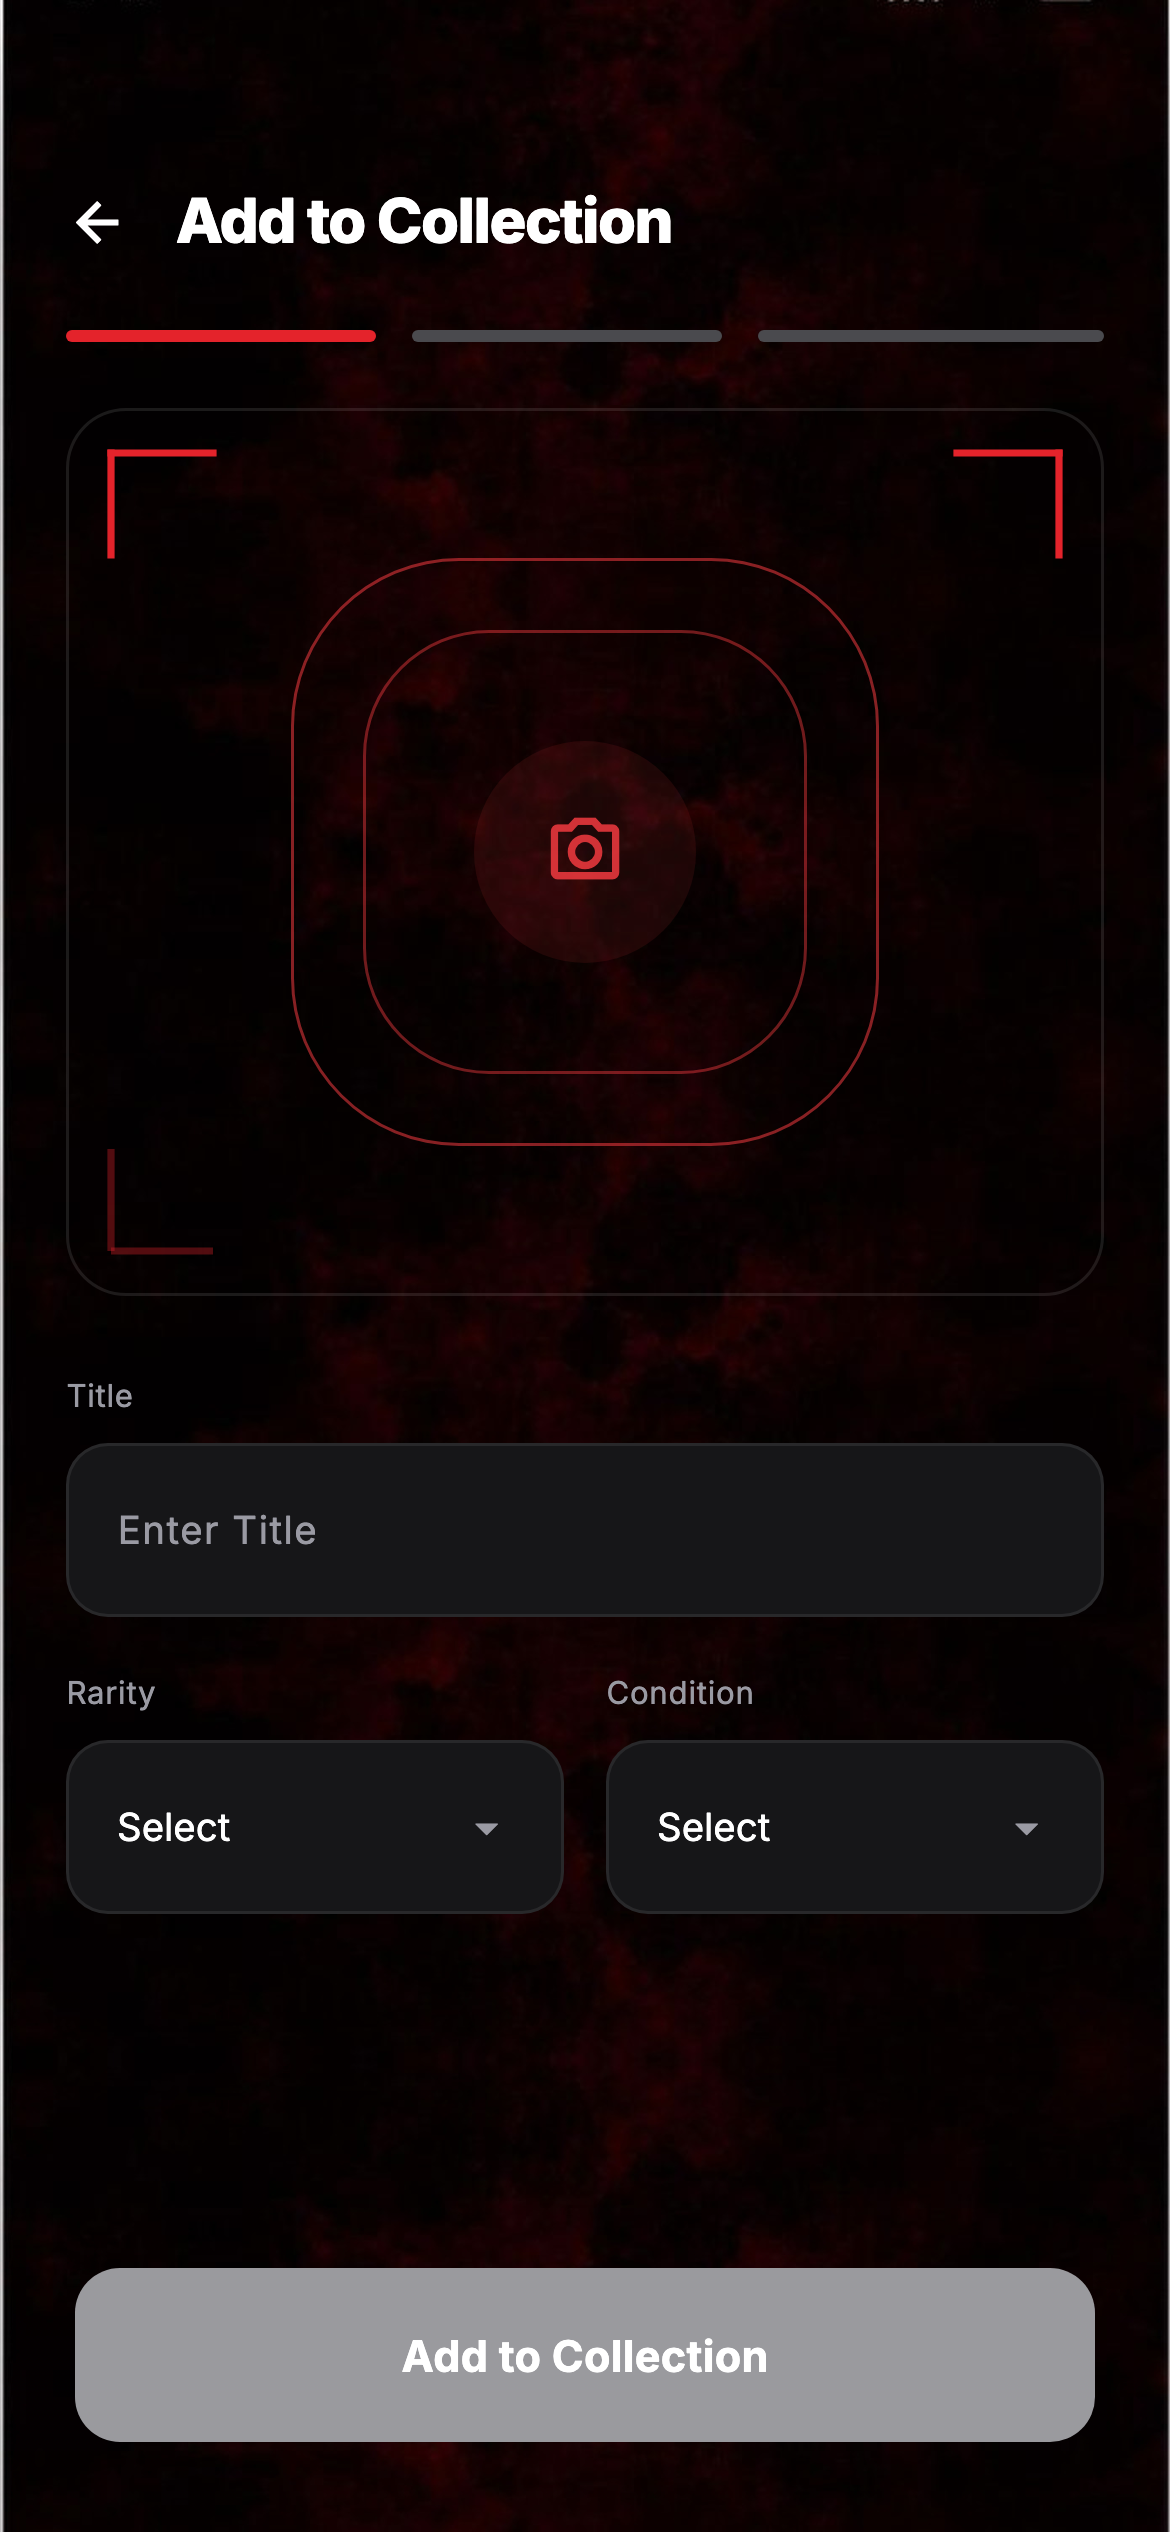 Add to Collection
Title
Enter Title
Rarity
Condition
Select
Select
Add to Collection